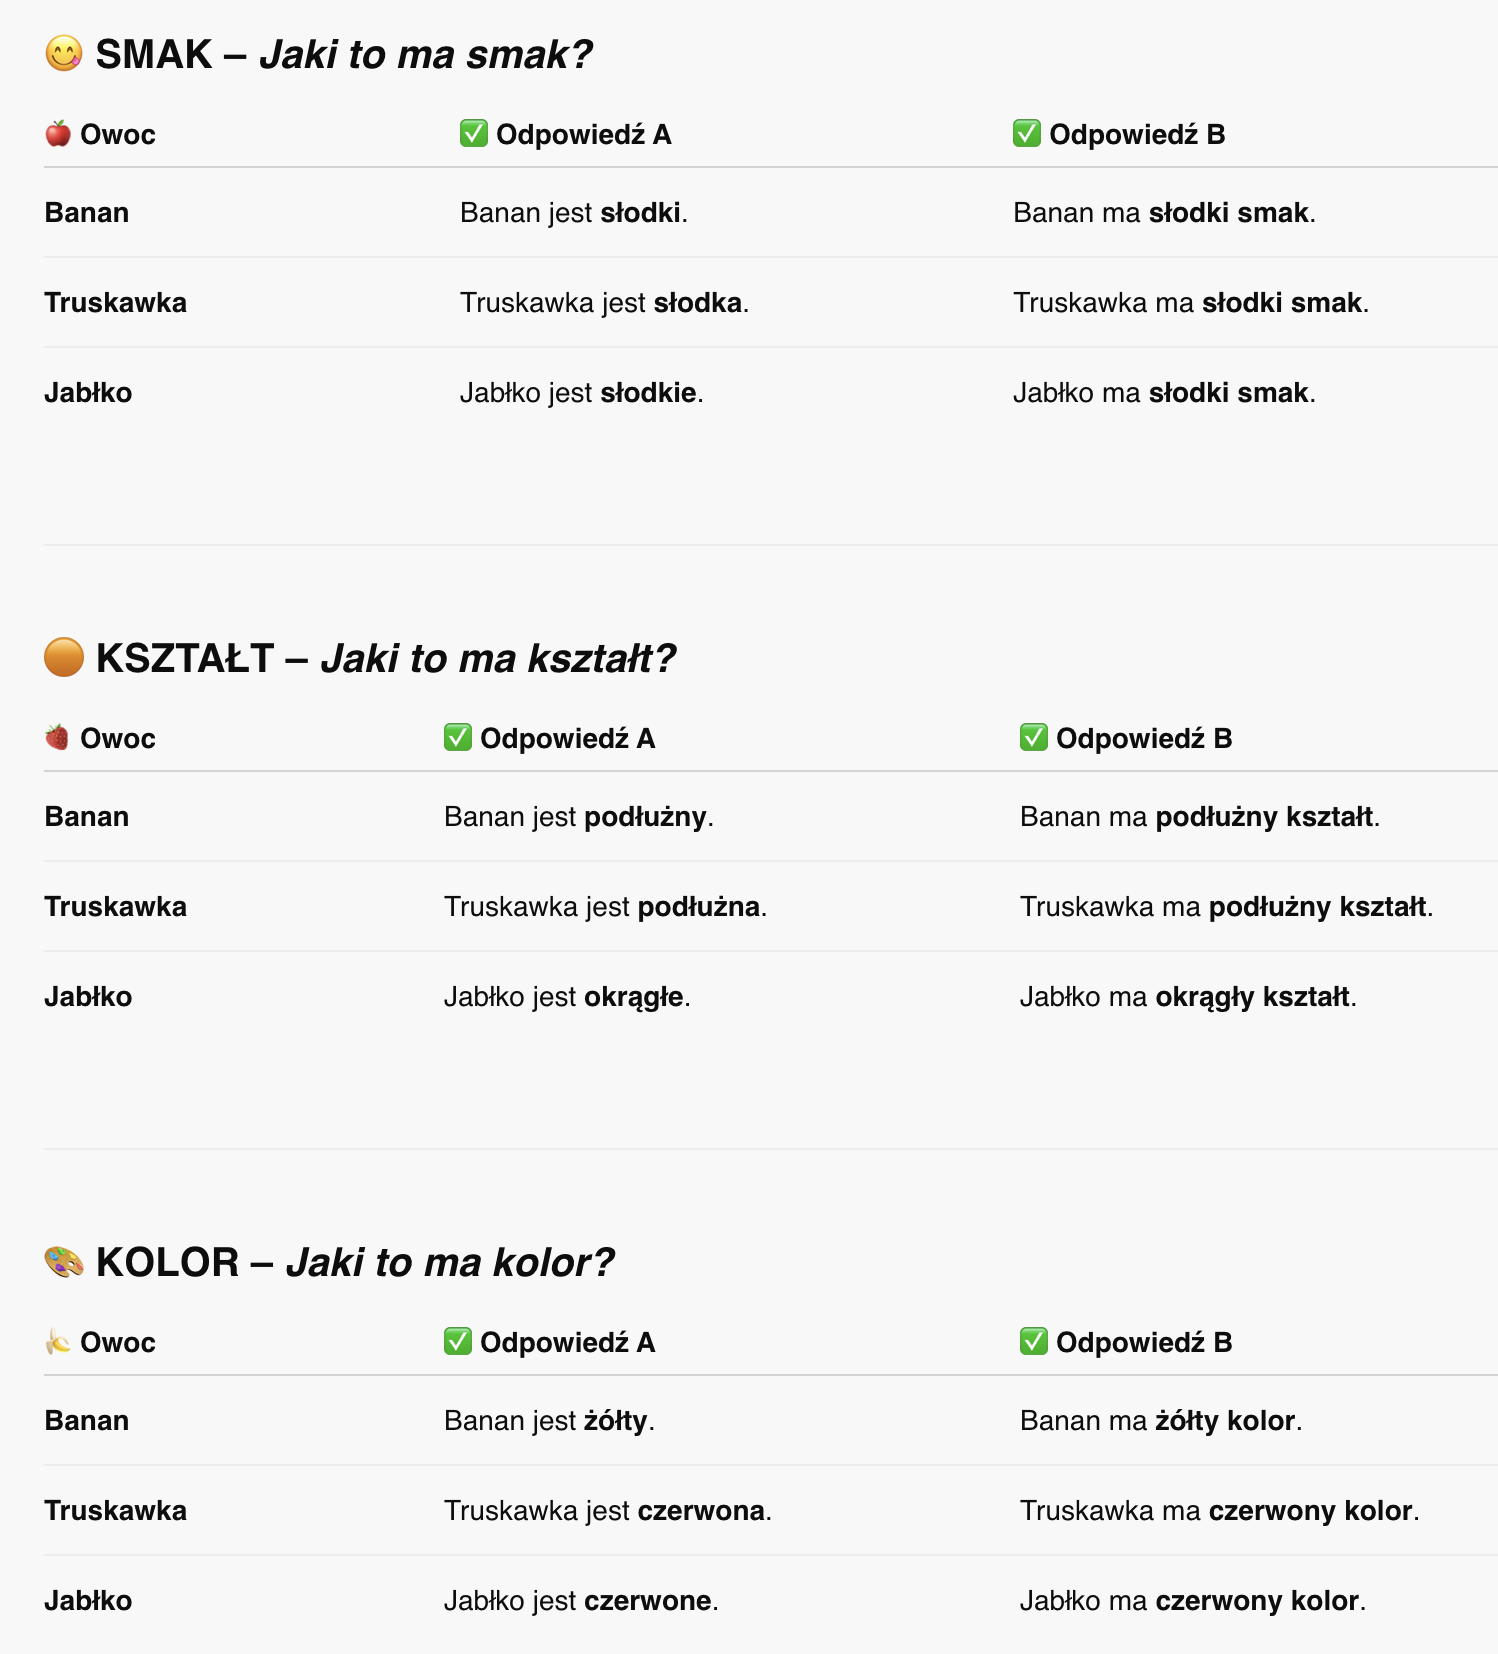 😋 SMAK – Jaki to ma smak?
🍎 Owoc ✅ Odpowiedź A ✅ Odpowiedź B
Banan Banan jest słodki. Banan ma słodki smak.
Truskawka Truskawka jest słodka. Truskawka ma słodki smak.
Jabłko Jabłko jest słodkie. Jabłko ma słodki smak.
🟠 KSZTAŁT – Jaki to ma kształt?
🍓 Owoc ✅ Odpowiedź A ✅ Odpowiedź B
Banan Banan jest podłużny. Banan ma podłużny kształt.
Truskawka Truskawka jest podłużna. Truskawka ma podłużny kształt.
Jabłko Jabłko jest okrągłe. Jabłko ma okrągły kształt.
🎨 KOLOR – Jaki to ma kolor?
🍌 Owoc ✅ Odpowiedź A ✅ Odpowiedź B
Banan Banan jest żółty. Banan ma żółty kolor.
Truskawka Truskawka jest czerwona. Truskawka ma czerwony kolor.
Jabłko Jabłko jest czerwone. Jabłko ma czerwony kolor.